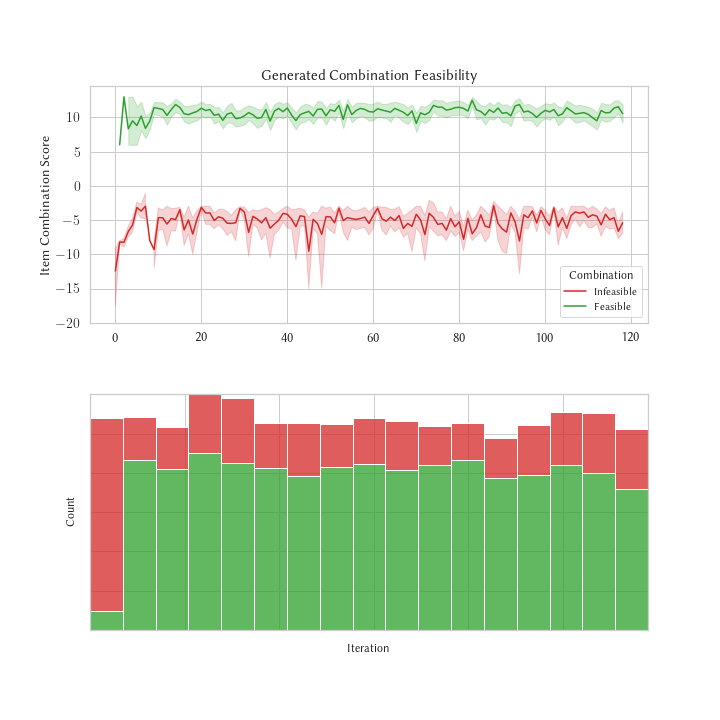 Generated Combination Feasibility
Item Combination Score
10
5
0
−5
−10
−15
−20
0 20 40 60 80 100 120
Combination
Infeasible
Feasible
Count
Iteration